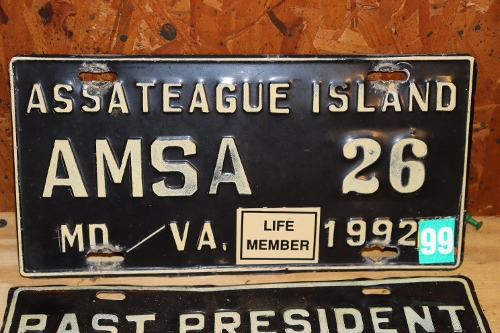 ASSATEAGUE ISLAND
AMSA 26
MD / VA. LIFE MEMBER 1992 99
PAST PRESIDENT